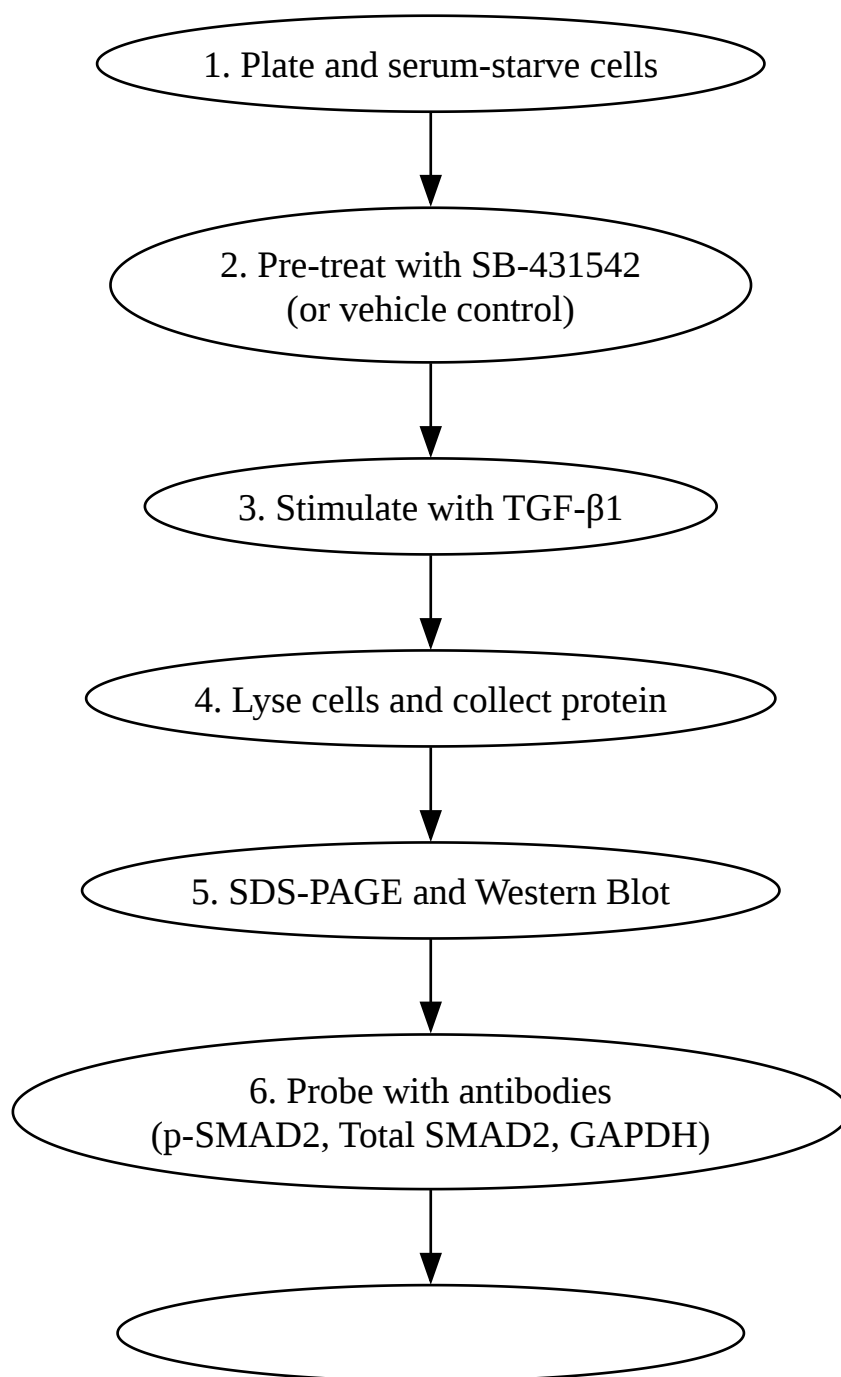 1. Plate and serum-starve cells
2. Pre-treat with SB-431542
(or vehicle control)
3. Stimulate with TGF-β1
4. Lyse cells and collect protein
5. SDS-PAGE and Western Blot
6. Probe with antibodies
(p-SMAD2, Total SMAD2, GAPDH)